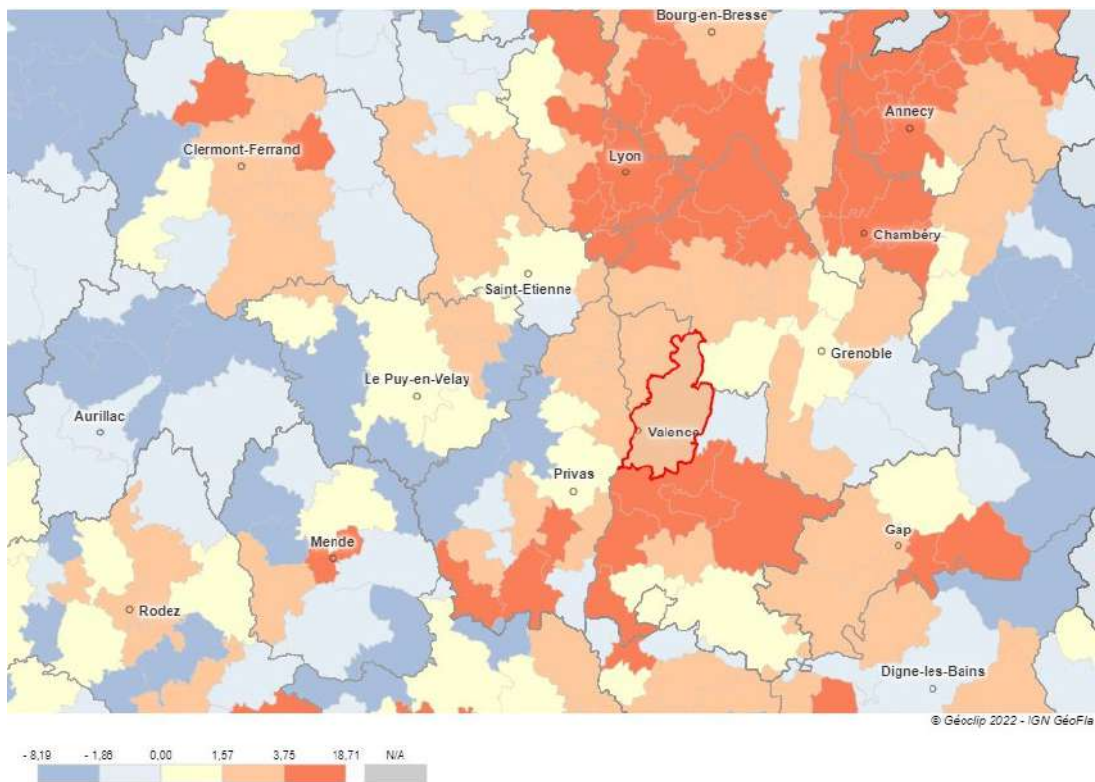 Bourg-en-Bresse
Annecy
Clermont-Ferrand
Lyon
Chambéry
Saint-Etienne
Grenoble
Le Puy-en-Velay
Aurillac
Valence
Privas
Gap
Mende
Rodez
Digne-les-Bains
© Géoclip 2022 - IGN GéoFla
- 8,19 - 1,86 0,00 1,57 3,75 18,71 N/A